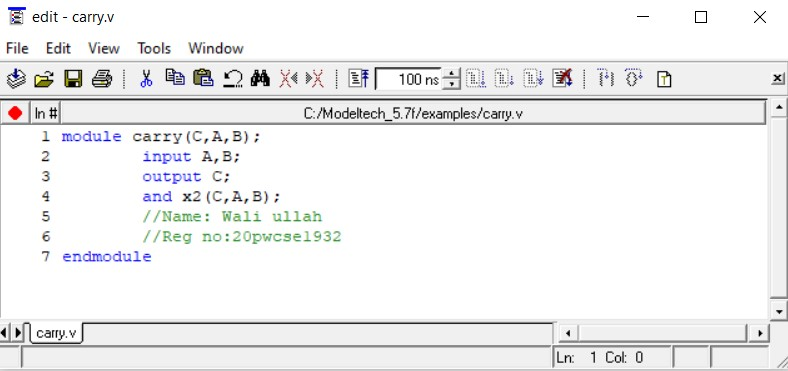 edit - carry.v
File Edit View Tools Window
100 ns
ln # C:/Modeltech_5.7f/examples/carry.v
1 module carry(C,A,B);
2 input A,B;
3 output C;
4 and x2(C,A,B);
5 //Name: Wali ullah
6 //Reg no:20pwcse1932
7 endmodule
carry.v
Ln: 1 Col: 0